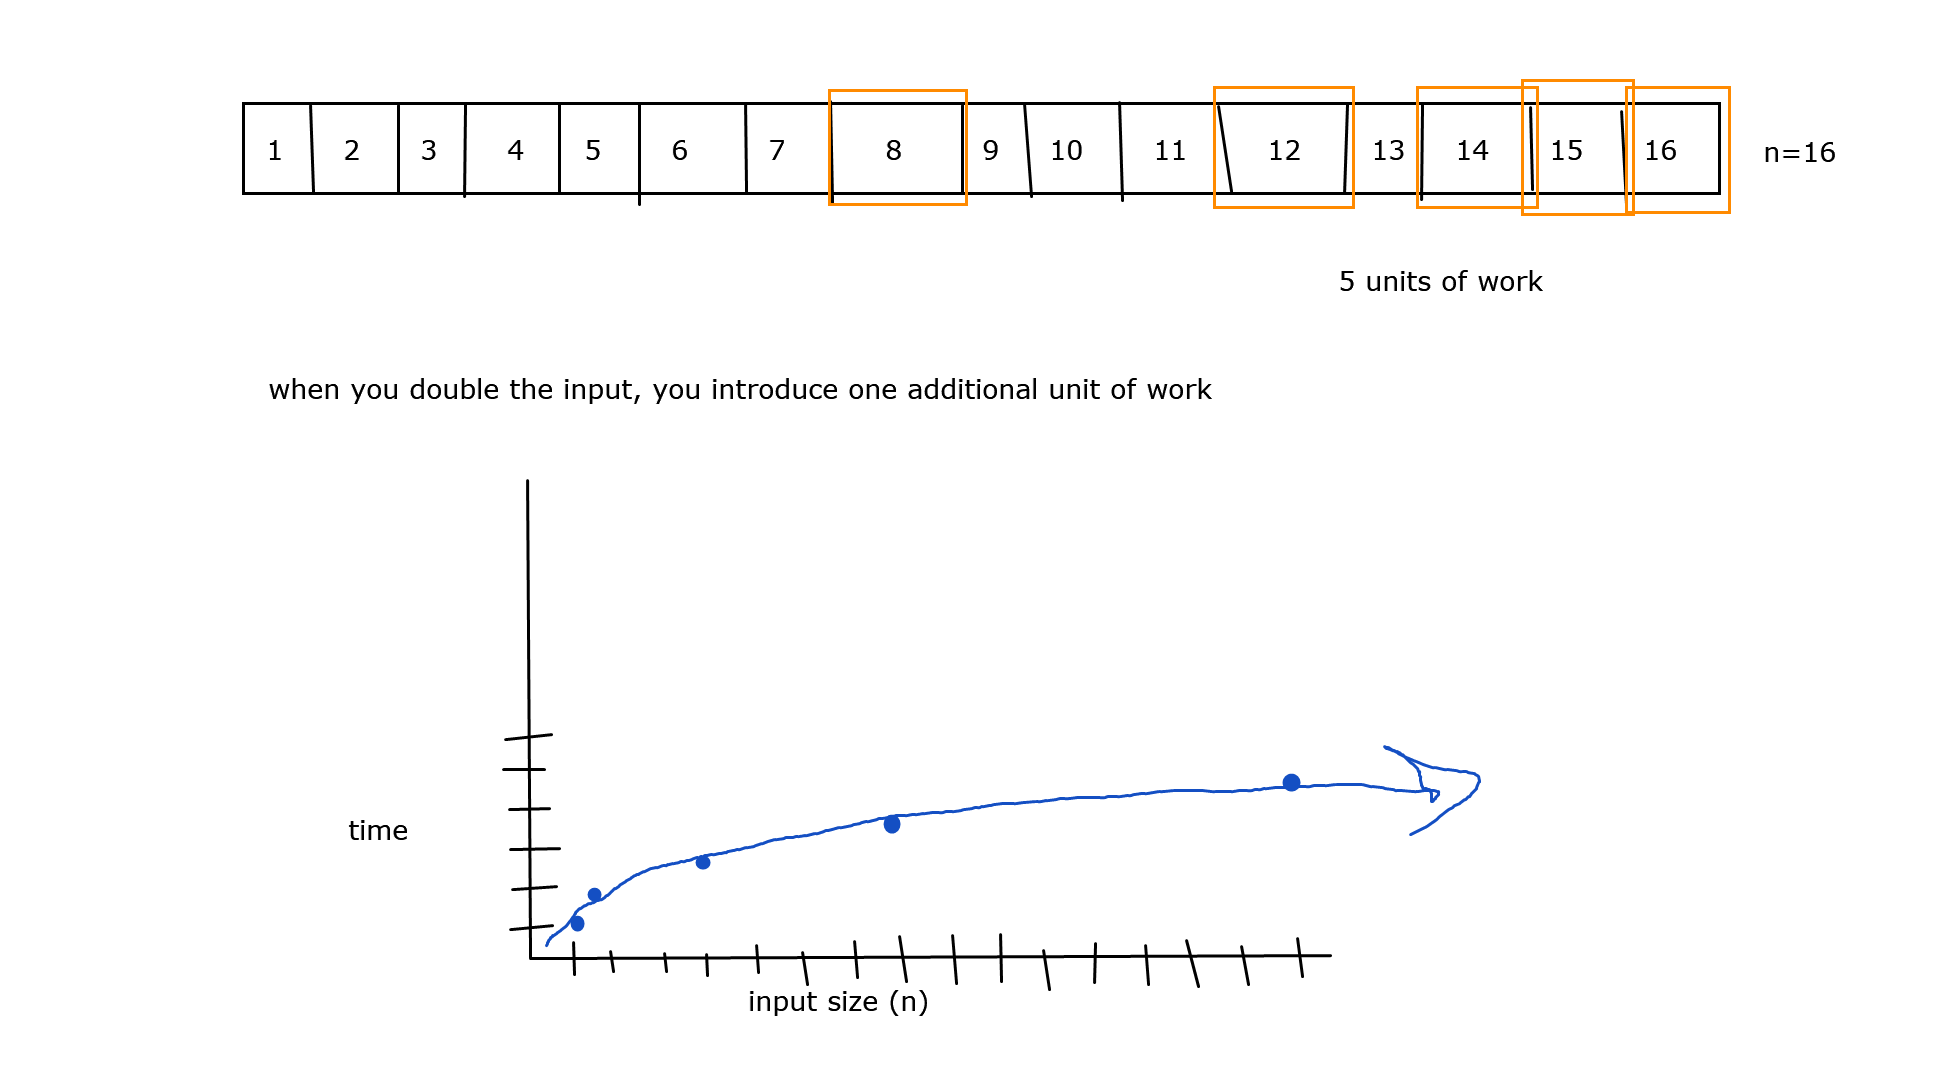 1 2 3 4 5 6 7 8 9 10 11 12 13 14 15 16 n=16
5 units of work
when you double the input, you introduce one additional unit of work
time
input size (n)